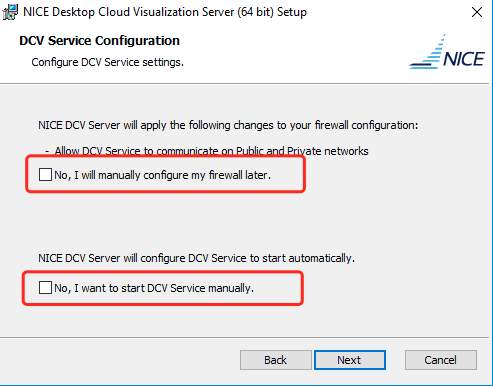 NICE Desktop Cloud Visualization Server (64 bit) Setup
DCV Service Configuration
Configure DCV Service settings.
NICE
NICE DCV Server will apply the following changes to your firewall configuration:
- Allow DCV Service to communicate on Public and Private networks
No, I will manually configure my firewall later.
NICE DCV Server will configure DCV Service to start automatically.
No, I want to start DCV Service manually.
Back Next Cancel